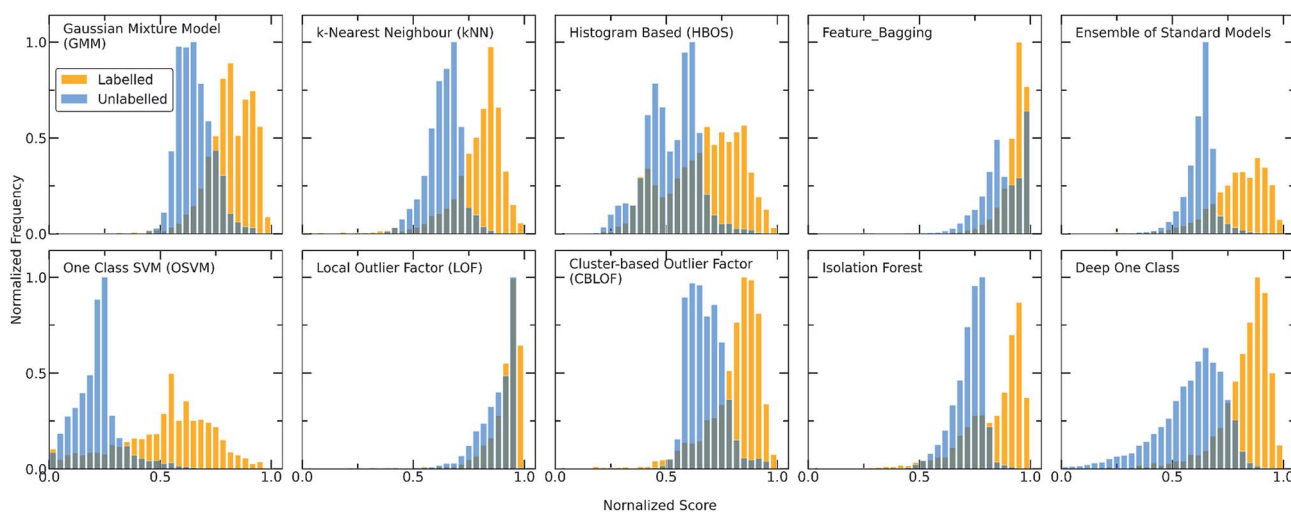 Gaussian Mixture Model
(GMM)
Labelled
Unlabelled
k-Nearest Neighbour (kNN)
Histogram Based (HBOS)
Feature_Bagging
Ensemble of Standard Models
1.0
0.5
0.0
One Class SVM (OSVM)
Local Outlier Factor (LOF)
Cluster-based Outlier Factor
(CBLOF)
Isolation Forest
Deep One Class
1.0
0.5
0.0
0.0 0.5 1.0
0.0 0.5 1.0
0.5 1.0
0.0 0.5 1.0
0.0 0.5 1.0
Normalized Frequency
Nornalized Score